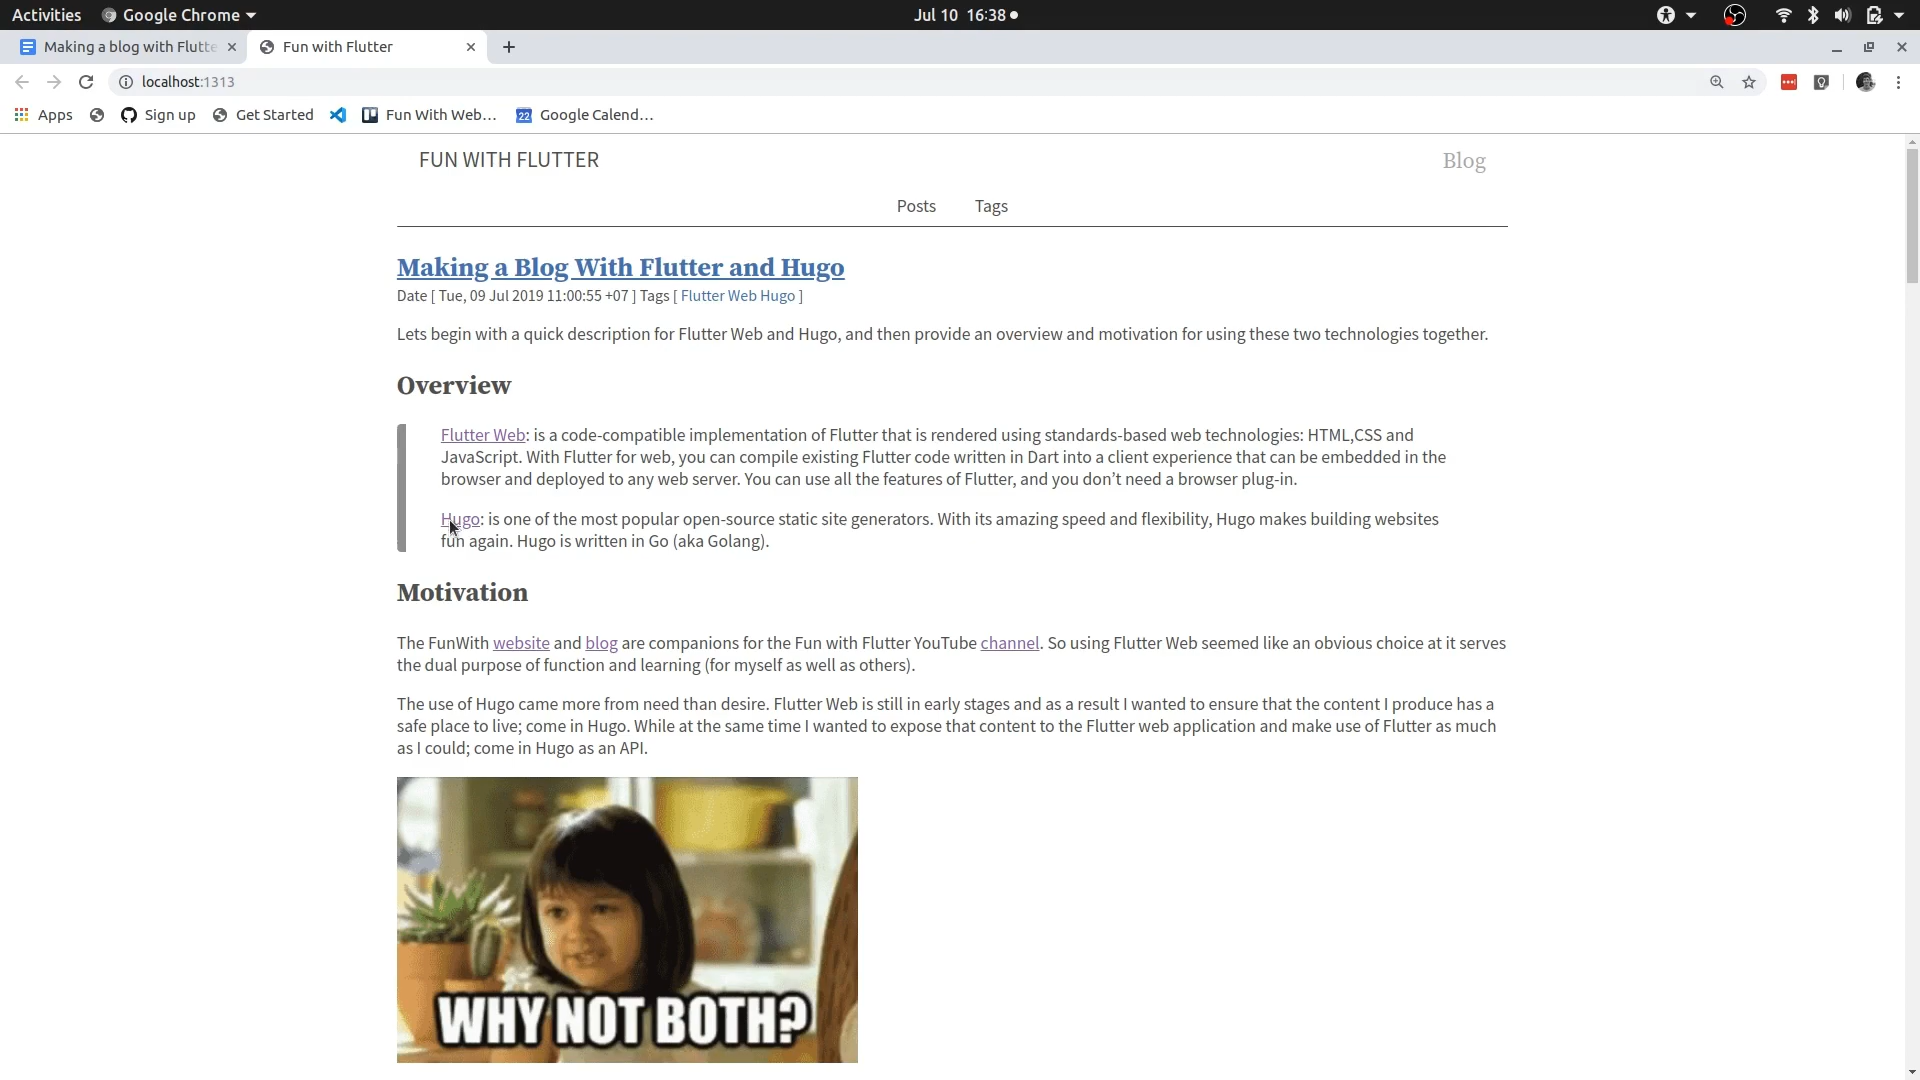 Activities Google Chrome Jul 10 16:38
Making a blog with Flutte Fun with Flutter
localhost:1313
Apps Sign up Get Started Fun With Web... 22 Google Calend...
FUN WITH FLUTTER Blog
Posts Tags
Making a Blog With Flutter and Hugo
Date [ Tue, 09 Jul 2019 11:00:55 +07 ] Tags [ Flutter Web Hugo ]
Lets begin with a quick description for Flutter Web and Hugo, and then provide an overview and motivation for using these two technologies together.
Overview
Flutter Web: is a code-compatible implementation of Flutter that is rendered using standards-based web technologies: HTML,CSS and
JavaScript. With Flutter for web, you can compile existing Flutter code written in Dart into a client experience that can be embedded in the
browser and deployed to any web server. You can use all the features of Flutter, and you don’t need a browser plug-in.
Hugo: is one of the most popular open-source static site generators. With its amazing speed and flexibility, Hugo makes building websites
fun again. Hugo is written in Go (aka Golang).
Motivation
The FunWith website and blog are companions for the Fun with Flutter YouTube channel. So using Flutter Web seemed like an obvious choice at it serves
the dual purpose of function and learning (for myself as well as others).
The use of Hugo came more from need than desire. Flutter Web is still in early stages and as a result I wanted to ensure that the content I produce has a
safe place to live; come in Hugo. While at the same time I wanted to expose that content to the Flutter web application and make use of Flutter as much
as I could; come in Hugo as an API.
WHY NOT BOTH?